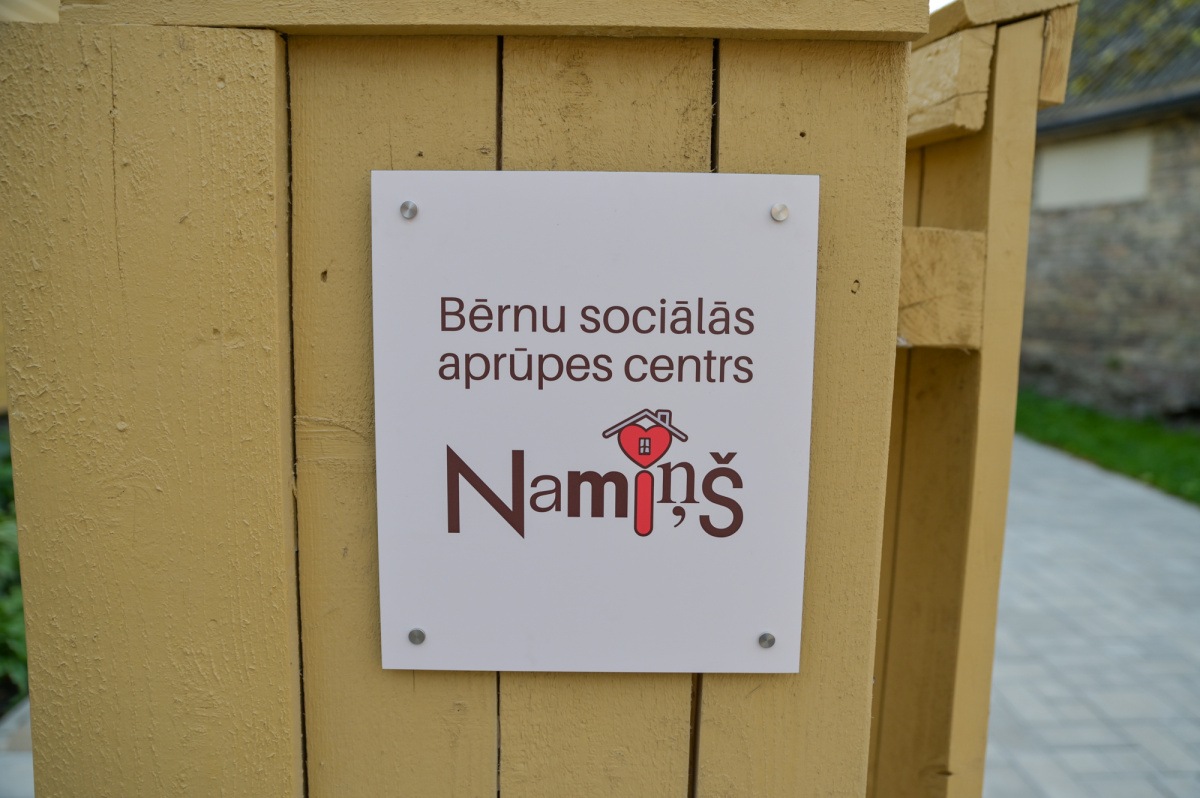 Bērnu sociālās
aprūpes centrs
Namiņš